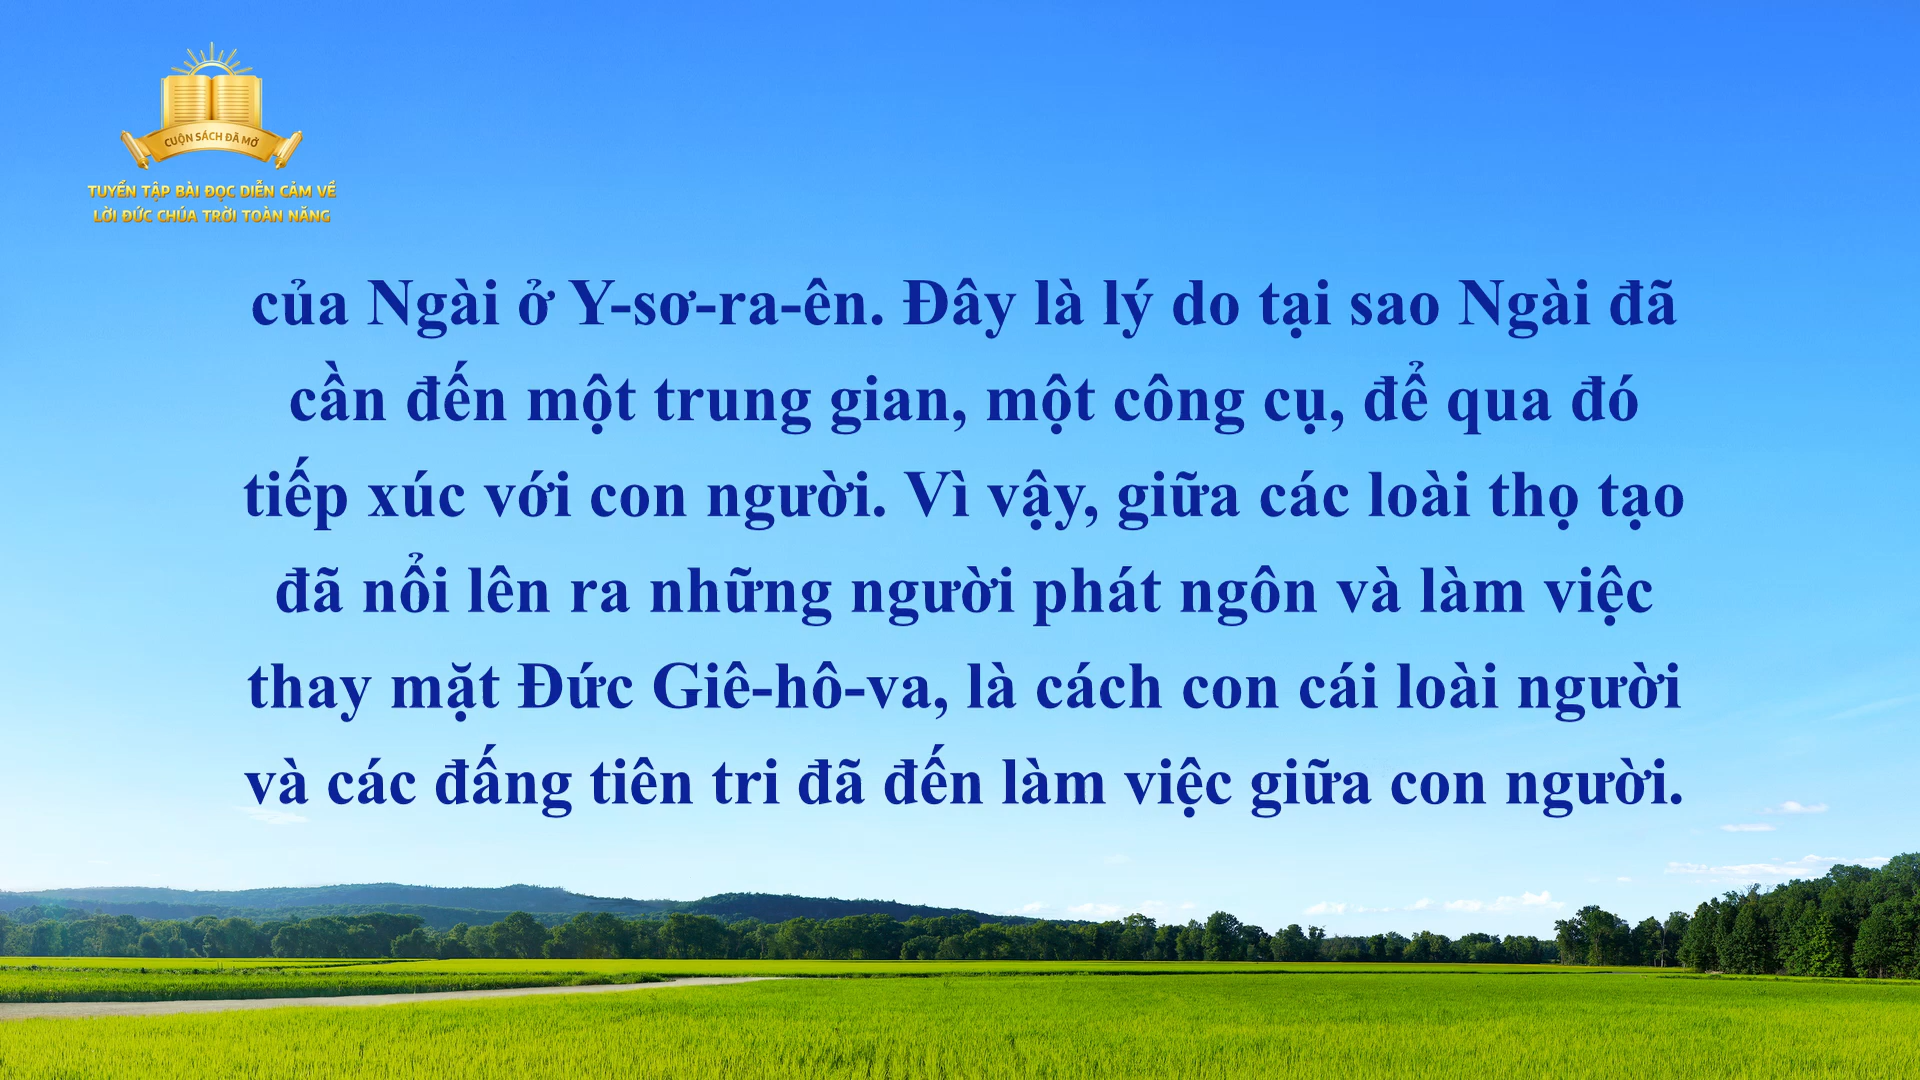 CUỘN SÁCH ĐÃ MỞ
TUYỂN TẬP BÀI ĐỌC DIỄN CẢM VỀ
LỜI ĐỨC CHÚA TRỜI TOÀN NĂNG
của Ngài ở Y-sơ-ra-ên. Đây là lý do tại sao Ngài đã
cần đến một trung gian, một công cụ, để qua đó
tiếp xúc với con người. Vì vậy, giữa các loài thọ tạo
đã nổi lên ra những người phát ngôn và làm việc
thay mặt Đức Giê-hô-va, là cách con cái loài người
và các đấng tiên tri đã đến làm việc giữa con người.